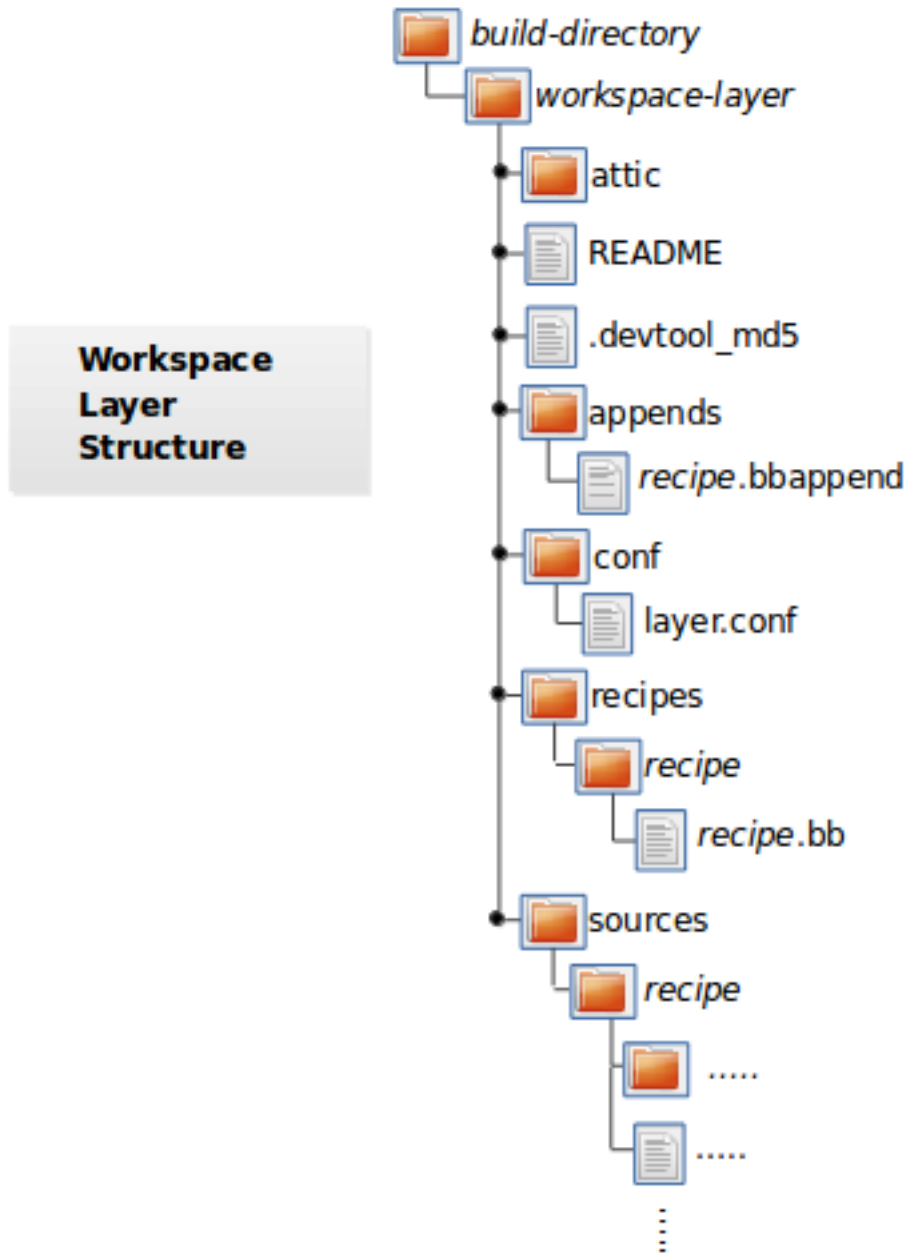 build-directory
workspace-layer
attic
README
.devtool_md5
Workspace
Layer
Structure
appends
recipe.bbappend
conf
layer.conf
recipes
recipe
recipe.bb
sources
recipe
.....
.....